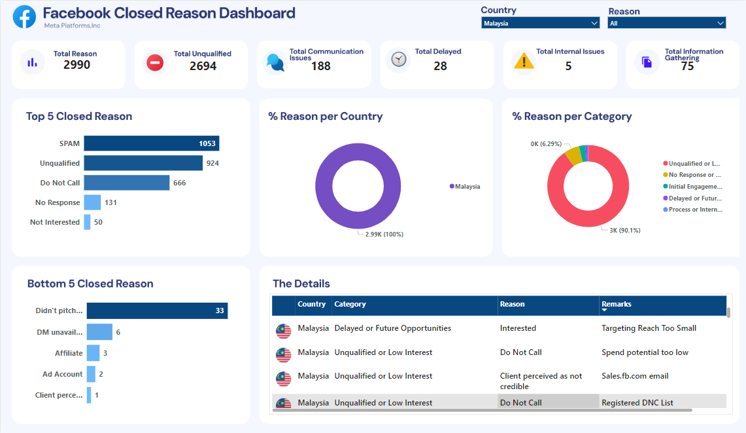 Facebook Closed Reason Dashboard
Meta Platforms.Inc
Country
Malaysia
Reason
All
Total Reason
2990
Total Unqualified
2694
Total Communication
Issues
188
Total Delayed
28
Total Internal Issues
5
Total Information
Gathering
75
Top 5 Closed Reason
SPAM 1053
Unqualified 924
Do Not Call 666
No Response 131
Not Interested 50
% Reason per Country
Malaysia
2.99K (100%)
% Reason per Category
0K (6.29%)
3K (90.1%)
Unqualified or L...
No Response or ...
Initial Engageme...
Delayed or Futur...
Process or Intern...
Bottom 5 Closed Reason
Didn't pitch... 33
DM unavail... 6
Affiliate 3
Ad Account 2
Client perce... 1
The Details
Country Category Reason Remarks
Malaysia Delayed or Future Opportunities Interested Targeting Reach Too Small
Malaysia Unqualified or Low Interest Do Not Call Spend potential too low
Malaysia Unqualified or Low Interest Client perceived as not Sales.fb.com email
credible
Malaysia Unqualified or Low Interest Do Not Call Registered DNC List